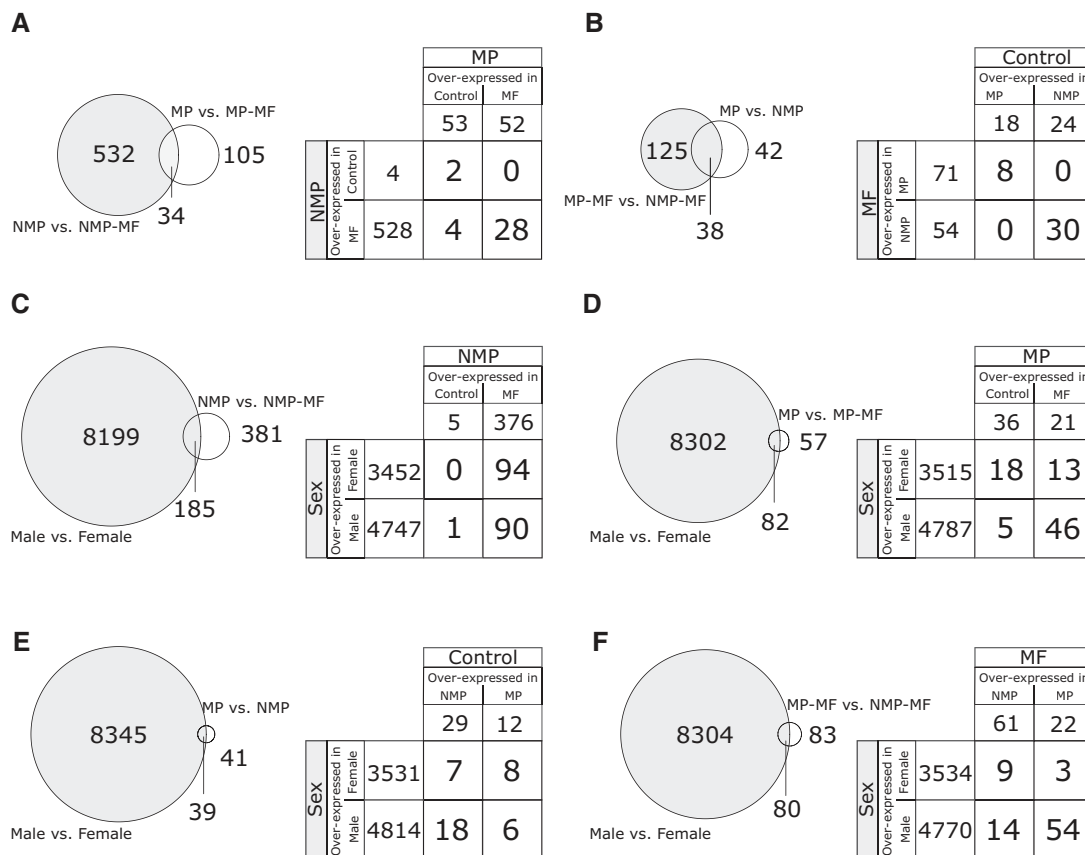 A
MP vs. MP-MF
532
105
NMP vs. NMP-MF
34
MP
Over-expressed in
Control MF
53 52
NMP
Over-expressed in
Control
4 2 0
MF
528 4 28
B
MP vs. NMP
125
42
MP-MF vs. NMP-MF
38
Control
Over-expressed in
MP NMP
18 24
MF
Over-expressed in
MP
71 8 0
NMP
54 0 30
C
NMP vs. NMP-MF
8199
381
185
Male vs. Female
NMP
Over-expressed in
Control MF
5 376
Sex
Over-expressed in
Female
3452 0 94
Male
4747 1 90
D
MP vs. MP-MF
8302
57
82
Male vs. Female
MP
Over-expressed in
Control MF
36 21
Sex
Over-expressed in
Female
3515 18 13
Male
4787 5 46
E
MP vs. NMP
8345
41
39
Male vs. Female
Control
Over-expressed in
NMP MP
29 12
Sex
Over-expressed in
Female
3531 7 8
Male
4814 18 6
F
MP-MF vs. NMP-MF
8304
83
80
Male vs. Female
MF
Over-expressed in
NMP MP
61 22
Sex
Over-expressed in
Female
3534 9 3
Male
4770 14 54